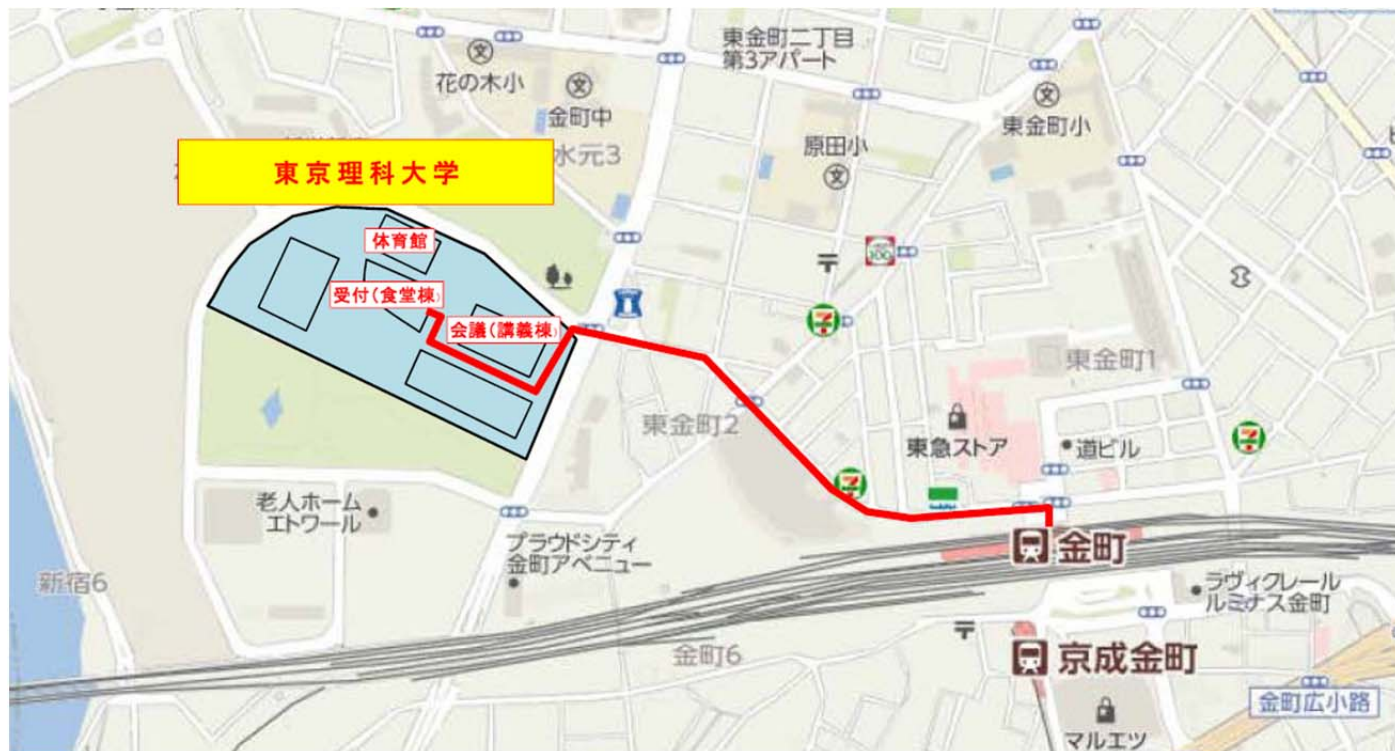 花の木小
金町中
東金町二丁目
第3アパート
東金町小
原田小
水元3
東京理科大学
体育館
受付(食堂棟)
会議(講義棟)
東金町1
東金町2
東急ストア
道ビル
老人ホーム
エトワール
プラウドシティ
金町アベニュー
金町
新宿6
ラヴィクレール
ルミナス金町
金町6
京成金町
金町広小路
マルエツ